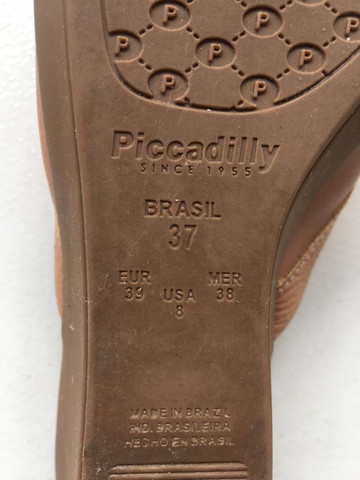 P P
P P P
P P
Piccadilly
SINCE 1955
BRASIL
37
EUR MER
39 USA 38
8
MADE IN BRAZIL
IND. BRASILEIRA
HECHO EN BRASIL